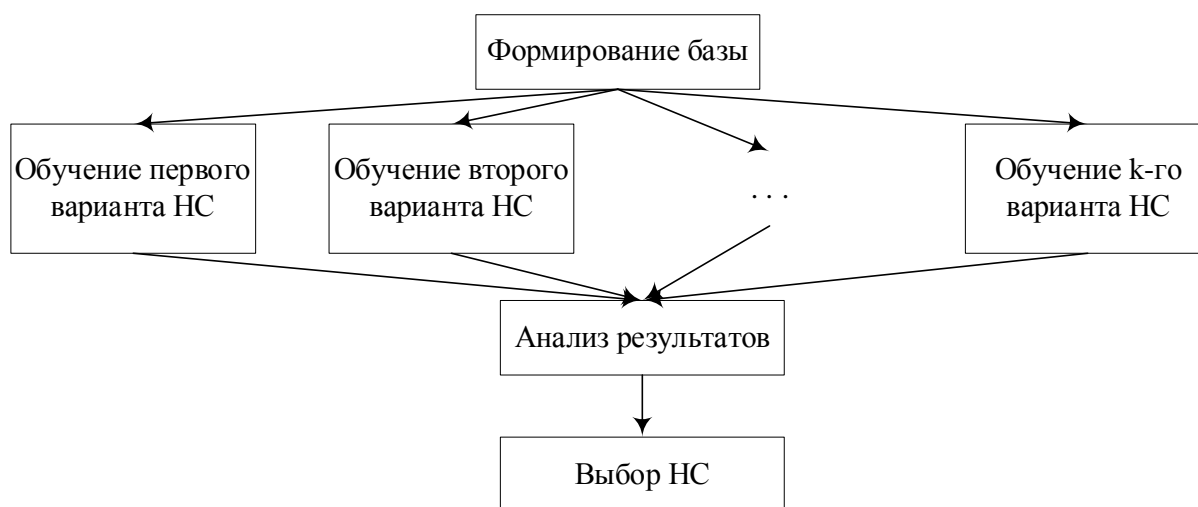 Формирование базы
Обучение первого
варианта НС
Обучение второго
варианта НС
. . .
Обучение k-го
варианта НС
Анализ результатов
Выбор НС